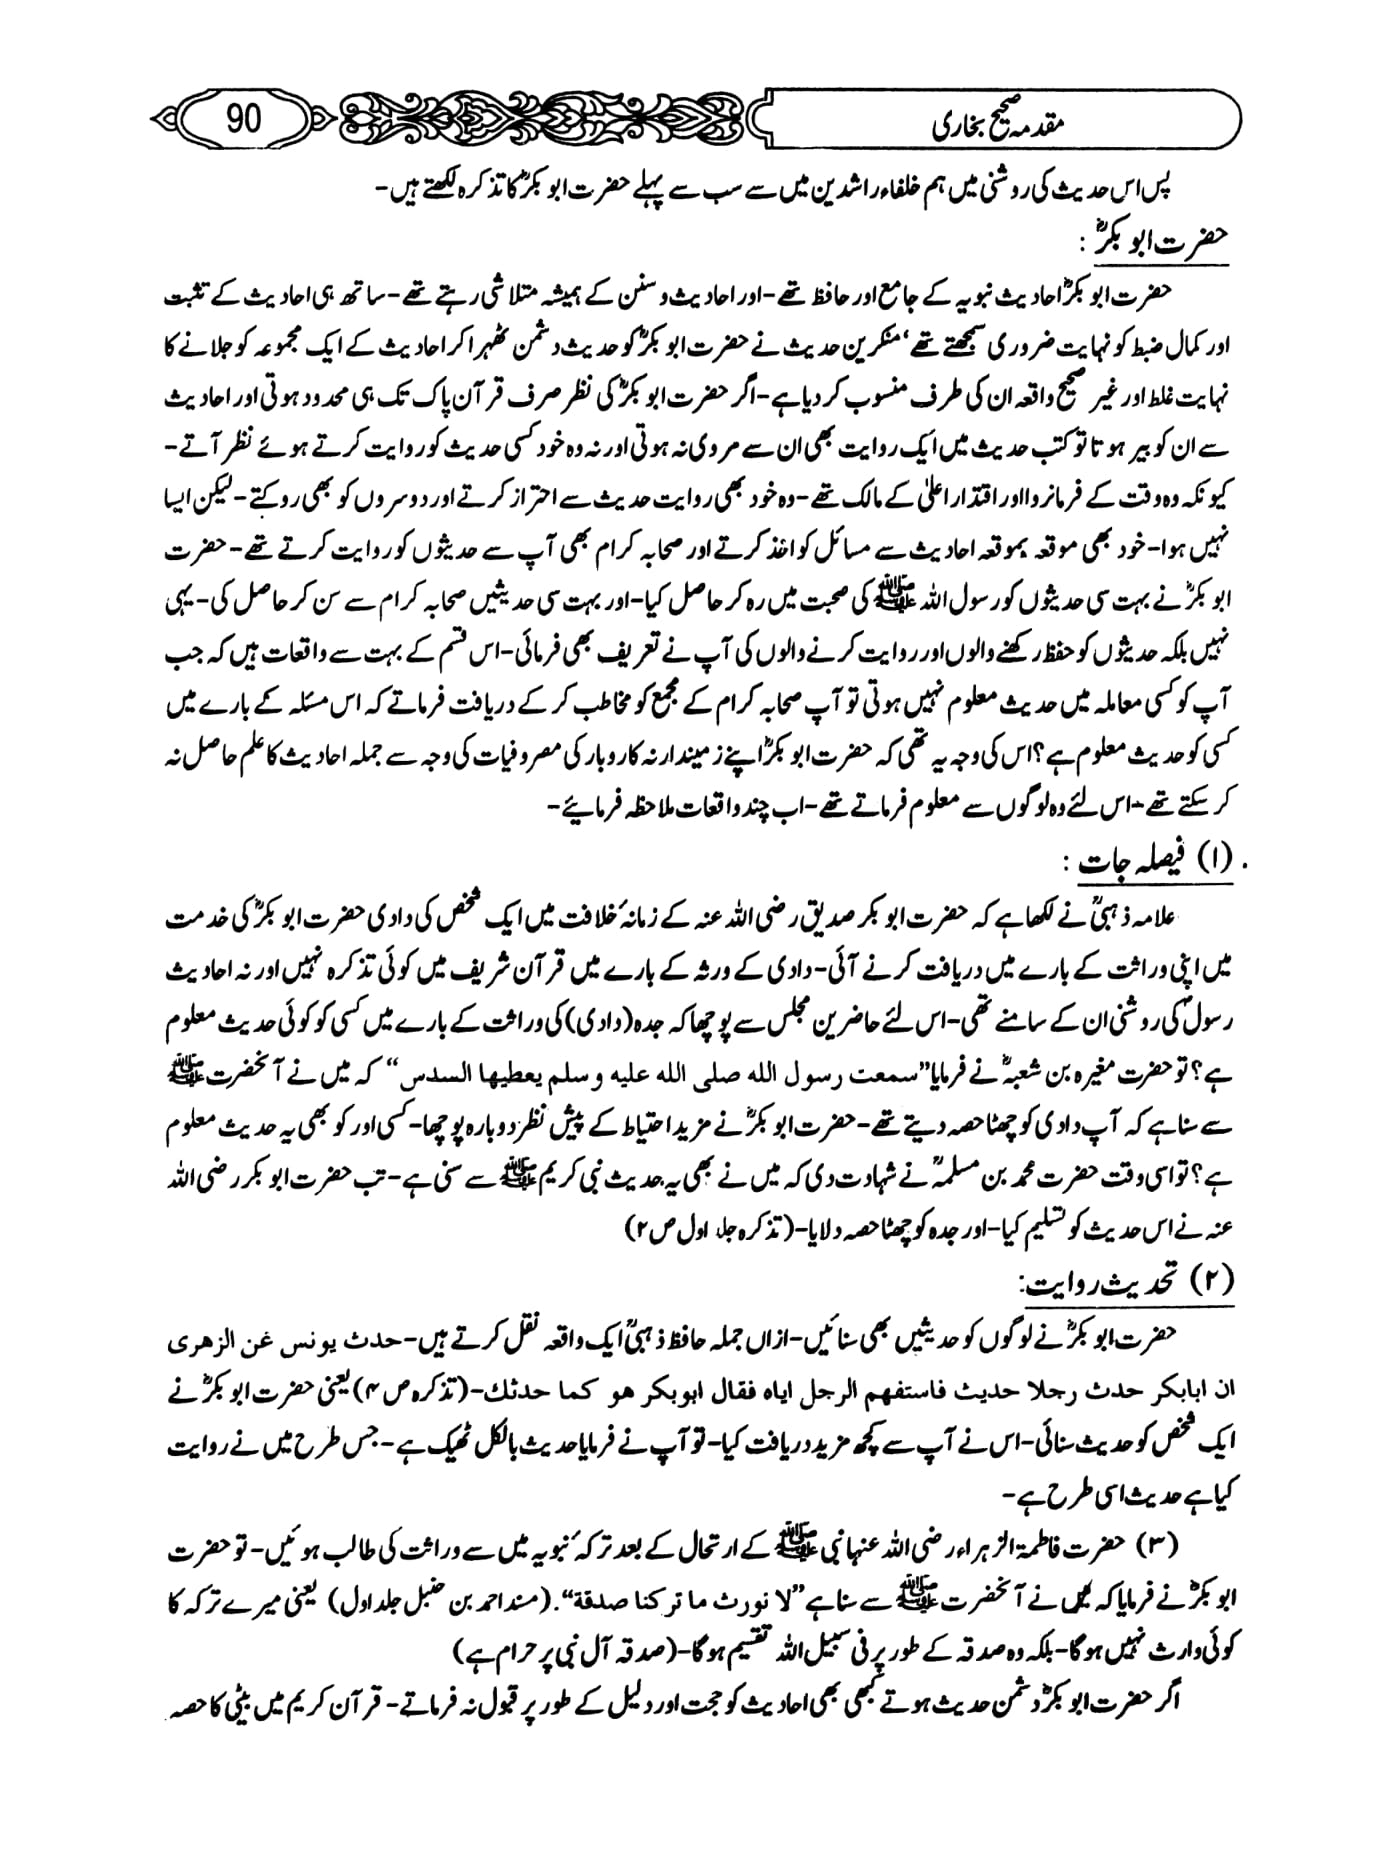 مقدمہ صحیح بخاری
90
پس اس حدیث کی روشنی میں ہم خلفاء راشدین میں سے سب سے پہلے حضرت ابو بکرؓ کا تذکرہ لکھتے ہیں-
حضرت ابو بکرؓ :
حضرت ابو بکرؓ احادیث نبویہ کے جامع اور حافظ تھے-اور احادیث و سنن کے ہمیشہ متلاشی رہتے تھے-ساتھ ہی احادیث کے تثبت
اور کمال ضبط کو نہایت ضروری سمجھتے تھے‘ منکرین حدیث نے حضرت ابو بکرؓ کو حدیث دشمن ٹھہرا کر احادیث کے ایک مجموعہ کو جلانے کا
نہایت غلط اور غیر صحیح واقعہ ان کی طرف منسوب کر دیا ہے-اگر حضرت ابو بکرؓ کی نظر صرف قرآن پاک تک ہی محدود ہوتی اور احادیث
سے ان کو بیر ہوتا تو کتب حدیث میں ایک روایت بھی ان سے مروی نہ ہوتی اور نہ وہ خود کسی حدیث کو روایت کرتے ہوئے نظر آتے-
کیونکہ وہ وقت کے فرمانروا اور اقتدار اعلیٰ کے مالک تھے-وہ خود بھی روایت حدیث سے احتراز کرتے اور دوسروں کو بھی روکتے-لیکن ایسا
نہیں ہوا-خود بھی موقعہ بموقعہ احادیث سے مسائل کو اخذ کرتے اور صحابہ کرام بھی آپ سے حدیثوں کو روایت کرتے تھے-حضرت
ابو بکرؓ نے بہت سی حدیثوں کو رسول اللہ ﷺ کی صحبت میں رہ کر حاصل کیا-اور بہت سی حدیثیں صحابہ کرام سے سن کر حاصل کی-یہی
نہیں بلکہ حدیثوں کو حفظ رکھنے والوں اور روایت کرنے والوں کی آپ نے تعریف بھی فرمائی-اس قسم کے بہت سے واقعات ہیں کہ جب
آپ کو کسی معاملہ میں حدیث معلوم نہیں ہوتی تو آپ صحابہ کرام کے مجمع کو مخاطب کر کے دریافت فرماتے کہ اس مسئلہ کے بارے میں
کسی کو حدیث معلوم ہے؟ اس کی وجہ یہ تھی کہ حضرت ابو بکرؓ اپنے زمیندارنہ کاروبار کی مصروفیات کی وجہ سے جملہ احادیث کا علم حاصل نہ
کر سکتے تھے-اس لئے وہ لوگوں سے معلوم فرماتے تھے-اب چند واقعات ملاحظہ فرمائیے-
(۱) فیصلہ جات :
علامہ ذہبیؒ نے لکھا ہے کہ حضرت ابو بکر صدیق رضی اللہ عنہ کے زمانہٴ خلافت میں ایک شخص کی دادی حضرت ابو بکرؓ کی خدمت
میں اپنی وراثت کے بارے میں دریافت کرنے آئی-دادی کے ورثہ کے بارے میں قرآن شریف میں کوئی تذکرہ نہیں اور نہ احادیث
رسولؐ کی روشنی ان کے سامنے تھی-اس لئے حاضرین مجلس سے پوچھا کہ جدہ (دادی) کی وراثت کے بارے میں کسی کو کوئی حدیث معلوم
ہے؟ تو حضرت مغیرہ بن شعبہؓ نے فرمایا”سمعت رسول الله صلى الله عليه و سلم يعطيها السدس“ کہ میں نے آنحضرت ﷺ
سے سنا ہے کہ آپ دادی کو چھٹا حصہ دیتے تھے-حضرت ابو بکرؓ نے مزید احتیاط کے پیش نظر دوبارہ پوچھا-کسی اور کو بھی یہ حدیث معلوم
ہے؟ تو اسی وقت حضرت محمد بن مسلمہؓ نے شہادت دی کہ میں نے بھی یہ حدیث نبی کریم ﷺ سے سنی ہے-تب حضرت ابو بکر رضی اللہ
عنہ نے اس حدیث کو تسلیم کیا-اور جدہ کو چھٹا حصہ دلایا-(تذکرہ جلد اول ص ۲)
(۲) تحدیث روایت:
حضرت ابو بکرؓ نے لوگوں کو حدیثیں بھی سنائیں-ازاں جملہ حافظ ذہبیؒ ایک واقعہ نقل کرتے ہیں-حدث يونس عن الزهرى
ان ابابكر حدث رجلا حديث فاستفهم الرجل اياه فقال ابوبكر هو كما حدثك-(تذکرہ ص ۴) یعنی حضرت ابو بکرؓ نے
ایک شخص کو حدیث سنائی-اس نے آپ سے کچھ مزید دریافت کیا-تو آپ نے فرمایا حدیث بالکل ٹھیک ہے-جس طرح میں نے روایت
کیا ہے حدیث اسی طرح ہے-
(۳) حضرت فاطمۃ الزہراء رضی اللہ عنہا نبی ﷺ کے ارتحال کے بعد ترکہٴ نبویہ میں سے وراثت کی طالب ہوئیں-تو حضرت
ابو بکرؓ نے فرمایا کہ میں نے آنحضرت ﷺ سے سنا ہے”لا نورث ما تركنا صدقة“. (مسند احمد بن حنبل جلد اول) یعنی میرے ترکہ کا
کوئی وارث نہیں ہو گا-بلکہ وہ صدقہ کے طور پر فی سبیل اللہ تقسیم ہو گا-(صدقہ آل نبی پر حرام ہے)
اگر حضرت ابو بکرؓ دشمن حدیث ہوتے کبھی بھی احادیث کو حجت اور دلیل کے طور پر قبول نہ فرماتے-قرآن کریم میں بیٹی کا حصہ